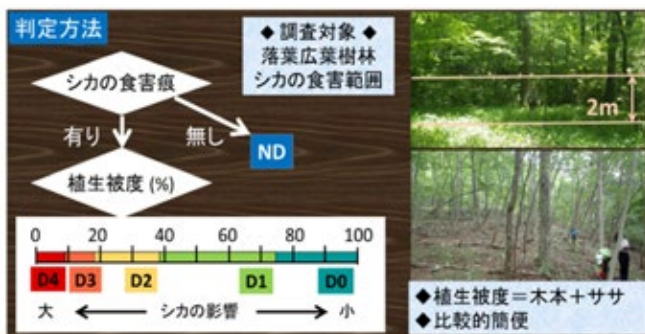 判定方法
◆ 調査対象 ◆
落葉広葉樹林
シカの食害範囲
シカの食害痕
有り
無し
ND
植生被度 (%)
0 20 40 60 80 100
D4 D3 D2 D1 D0
大 シカの影響 小
2m
◆植生被度=木本+ササ
◆比較的簡便